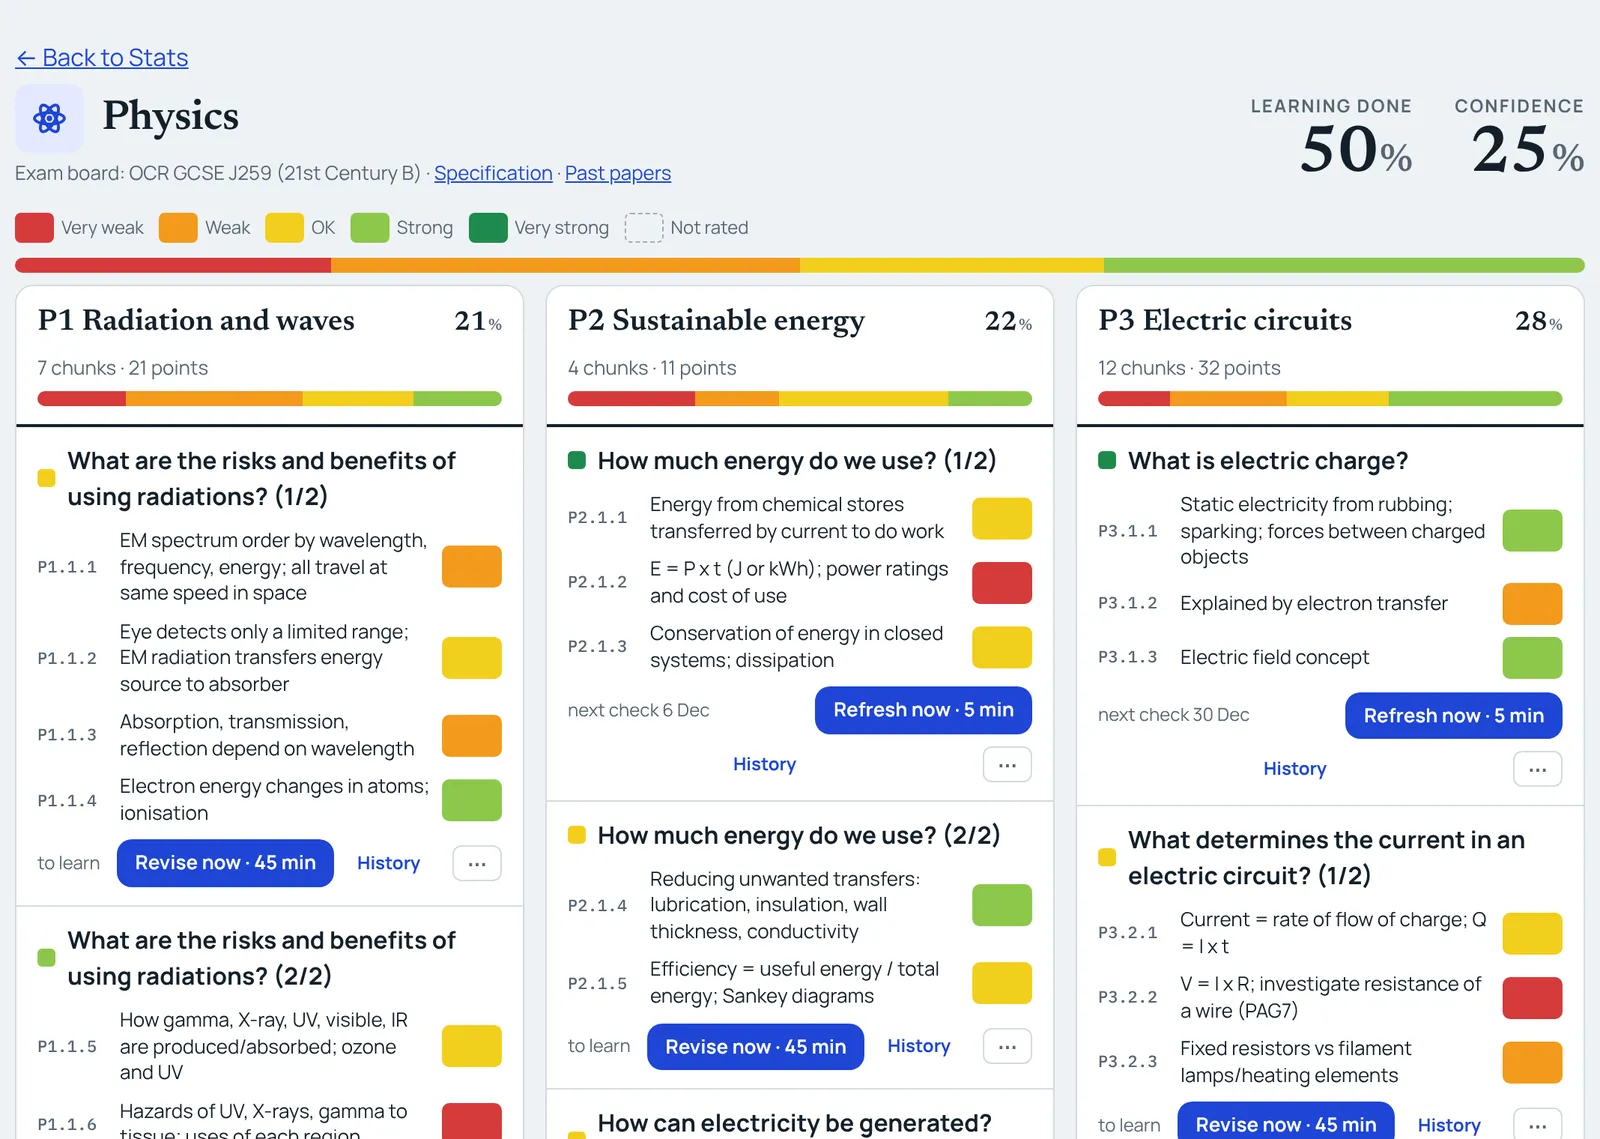 ← Back to Stats
Physics
LEARNING DONE
50%
CONFIDENCE
25%
Exam board: OCR GCSE J259 (21st Century B) · Specification · Past papers
Very weak
Weak
OK
Strong
Very strong
Not rated
P1 Radiation and waves
21%
7 chunks · 21 points
What are the risks and benefits of
using radiations? (1/2)
P1.1.1
EM spectrum order by wavelength,
frequency, energy; all travel at
same speed in space
P1.1.2
Eye detects only a limited range;
EM radiation transfers energy
source to absorber
P1.1.3
Absorption, transmission,
reflection depend on wavelength
P1.1.4
Electron energy changes in atoms;
ionisation
to learn
Revise now · 45 min
History
...
What are the risks and benefits of
using radiations? (2/2)
P1.1.5
How gamma, X-ray, UV, visible, IR
are produced/absorbed; ozone
and UV
P1.1.6
Hazards of UV, X-rays, gamma to
tissue; uses of each region
P2 Sustainable energy
22%
4 chunks · 11 points
How much energy do we use? (1/2)
P2.1.1
Energy from chemical stores
transferred by current to do work
P2.1.2
E = P x t (J or kWh); power ratings
and cost of use
P2.1.3
Conservation of energy in closed
systems; dissipation
next check 6 Dec
Refresh now · 5 min
History
...
How much energy do we use? (2/2)
P2.1.4
Reducing unwanted transfers:
lubrication, insulation, wall
thickness, conductivity
P2.1.5
Efficiency = useful energy / total
energy; Sankey diagrams
to learn
Revise now · 45 min
History
...
How can electricity be generated?
P3 Electric circuits
28%
12 chunks · 32 points
What is electric charge?
P3.1.1
Static electricity from rubbing;
sparking; forces between charged
objects
P3.1.2
Explained by electron transfer
P3.1.3
Electric field concept
next check 30 Dec
Refresh now · 5 min
History
...
What determines the current in an
electric circuit? (1/2)
P3.2.1
Current = rate of flow of charge; Q
= I x t
P3.2.2
V = I x R; investigate resistance of
a wire (PAG7)
P3.2.3
Fixed resistors vs filament
lamps/heating elements
to learn
Revise now · 45 min
History
...